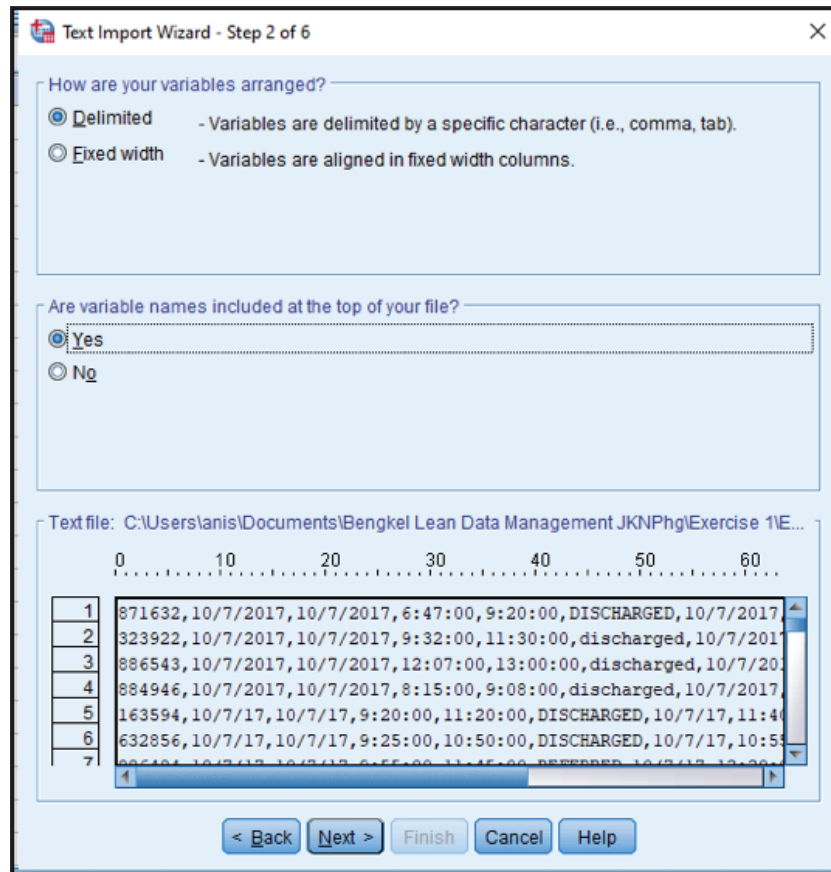 Text Import Wizard - Step 2 of 6
How are your variables arranged?
Delimited - Variables are delimited by a specific character (i.e., comma, tab).
Fixed width - Variables are aligned in fixed width columns.
Are variable names included at the top of your file?
Yes
No
Text file: C:\Users\anis\Documents\Bengkel Lean Data Management JKNPhg\Exercise 1\E...
0 10 20 30 40 50 60
1 871632,10/7/2017,10/7/2017,6:47:00,9:20:00,DISCHARGED,10/7/2017,
2 323922,10/7/2017,10/7/2017,9:32:00,11:30:00,discharged,10/7/2017
3 886543,10/7/2017,10/7/2017,12:07:00,13:00:00,discharged,10/7/201
4 884946,10/7/2017,10/7/2017,8:15:00,9:08:00,discharged,10/7/2017,
5 163594,10/7/17,10/7/17,9:20:00,11:20:00,DISCHARGED,10/7/17,11:40
6 632856,10/7/17,10/7/17,9:25:00,10:50:00,DISCHARGED,10/7/17,10:55
7
< Back Next > Finish Cancel Help